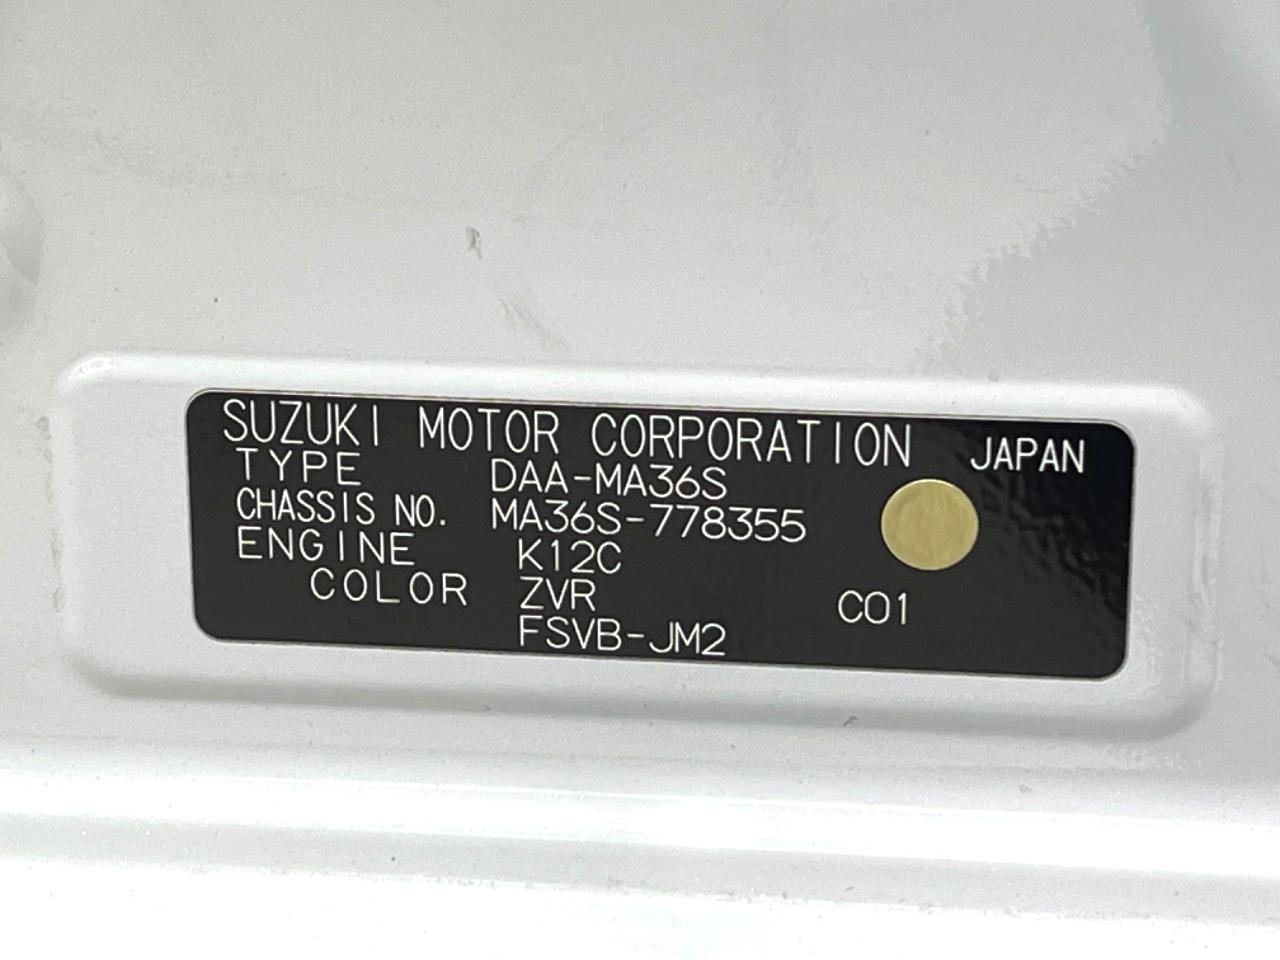 SUZUKI MOTOR CORPORATION JAPAN
TYPE DAA-MA36S
CHASSIS NO. MA36S-778355
ENGINE K12C
COLOR ZVR C01
FSVB-JM2